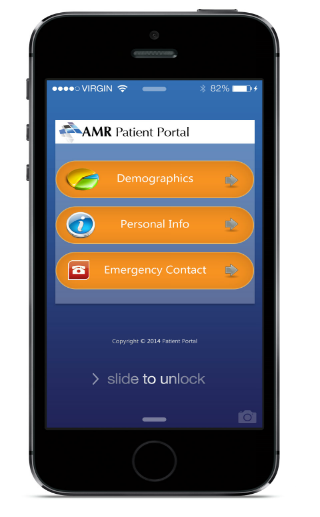 VIRGIN 82%
AMR Patient Portal
Demographics
Personal Info
Emergency Contact
Copyright © 2014 Patient Portal
> slide to unlock